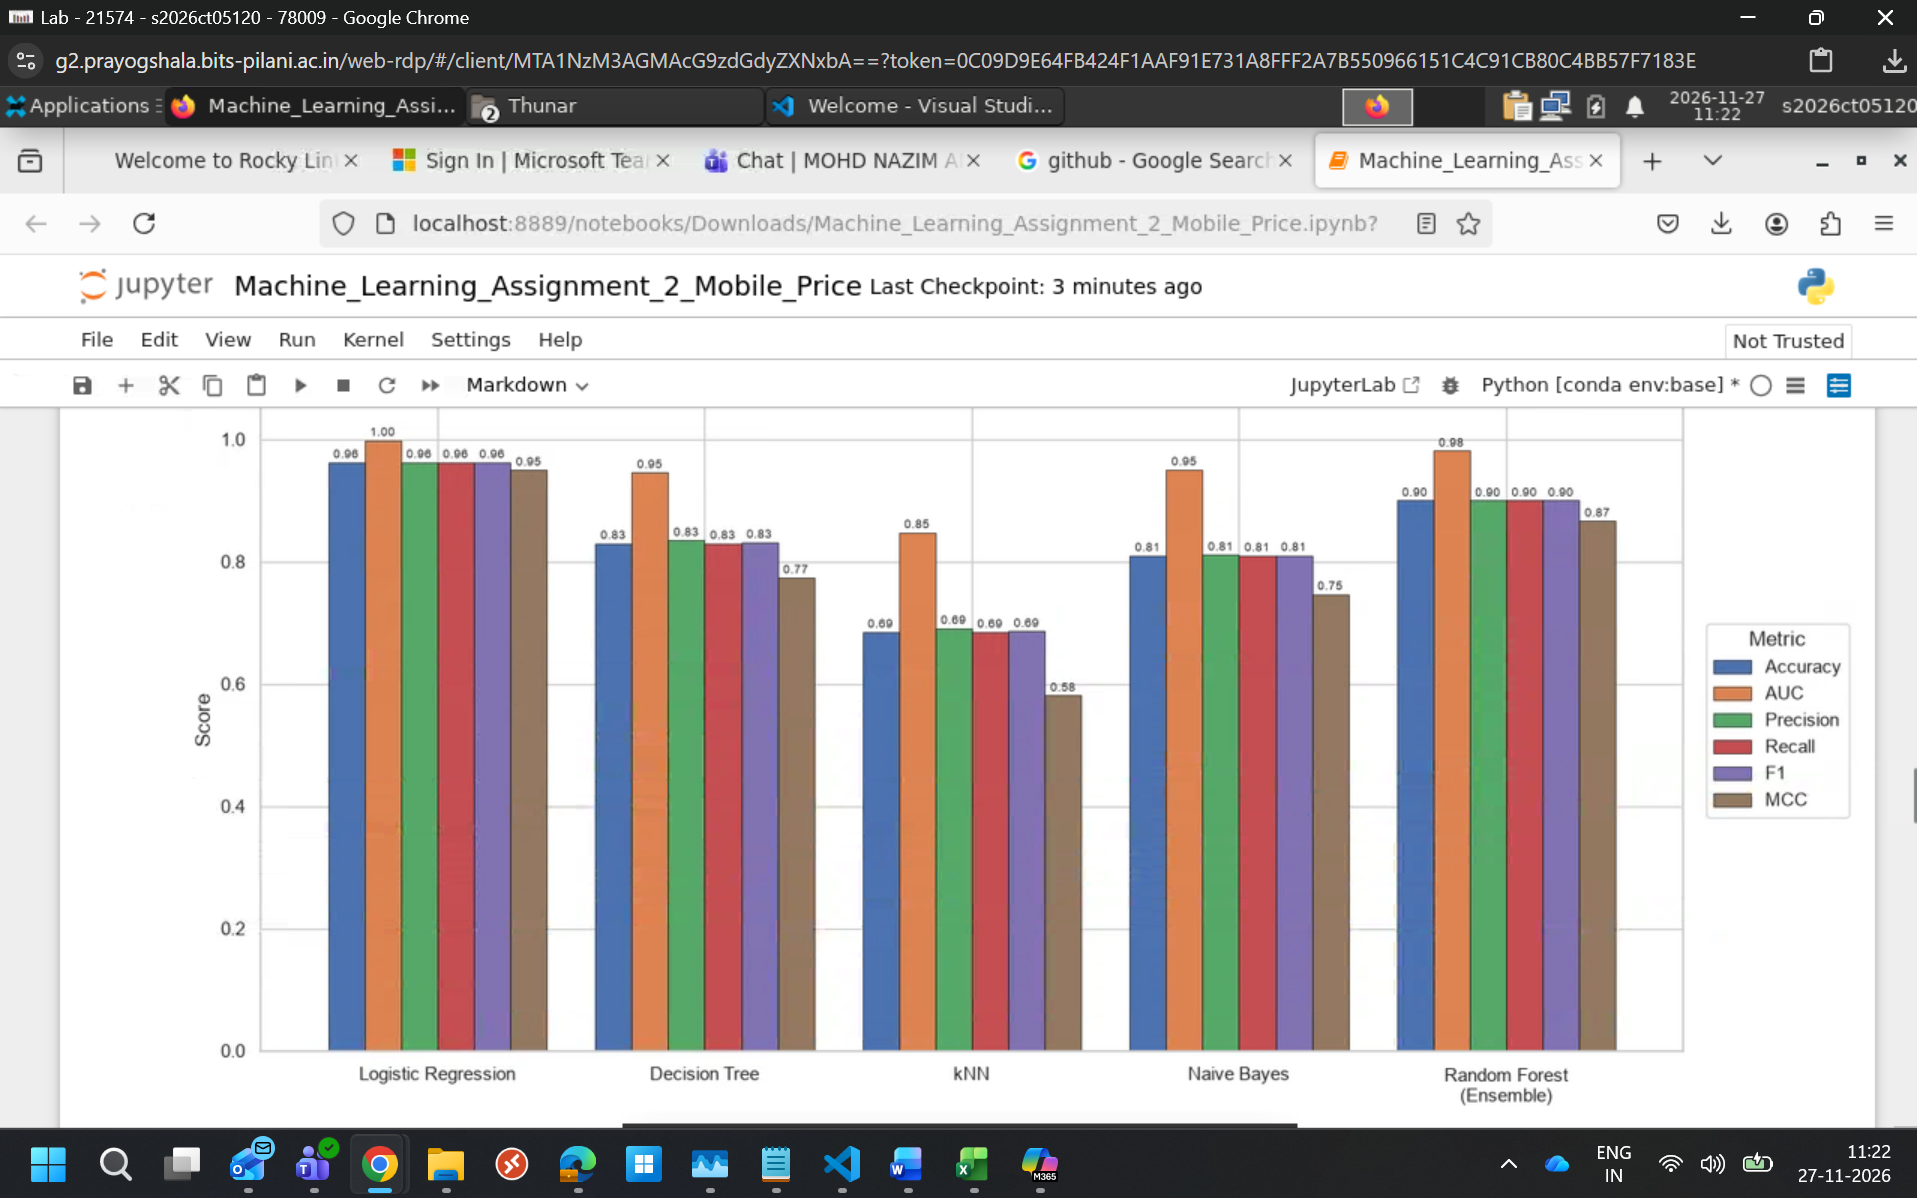 Lab - 21574 - s2026ct05120 - 78009 - Google Chrome
g2.prayogshala.bits-pilani.ac.in/web-rdp/#/client/MTA1NzM3AGMAcG9zdGdyZXNxbA==?token=0C09D9E64FB424F1AAF91E731A8FFF2A7B550966151C4C91CB80C4BB57F7183E
Applications Machine_Learning_Assi... 2 Thunar Welcome - Visual Studi... 2026-11-27 11:22 s2026ct05120
Welcome to Rocky Lin Sign In | Microsoft Tea Chat | MOHD NAZIM A github - Google Search Machine_Learning_Ass
localhost:8889/notebooks/Downloads/Machine_Learning_Assignment_2_Mobile_Price.ipynb?
jupyter Machine_Learning_Assignment_2_Mobile_Price Last Checkpoint: 3 minutes ago
File Edit View Run Kernel Settings Help Not Trusted
Markdown JupyterLab Python [conda env:base] *
1.0
0.8
0.6
0.4
0.2
0.0
Score
0.96 1.00 0.96 0.96 0.96 0.95
0.83 0.95 0.83 0.83 0.83 0.77
0.69 0.85 0.69 0.69 0.69 0.58
0.81 0.95 0.81 0.81 0.81 0.75
0.90 0.98 0.90 0.90 0.90 0.87
Logistic Regression
Decision Tree
kNN
Naive Bayes
Random Forest
(Ensemble)
Metric
Accuracy
AUC
Precision
Recall
F1
MCC
M365
ENG
IN
11:22
27-11-2026